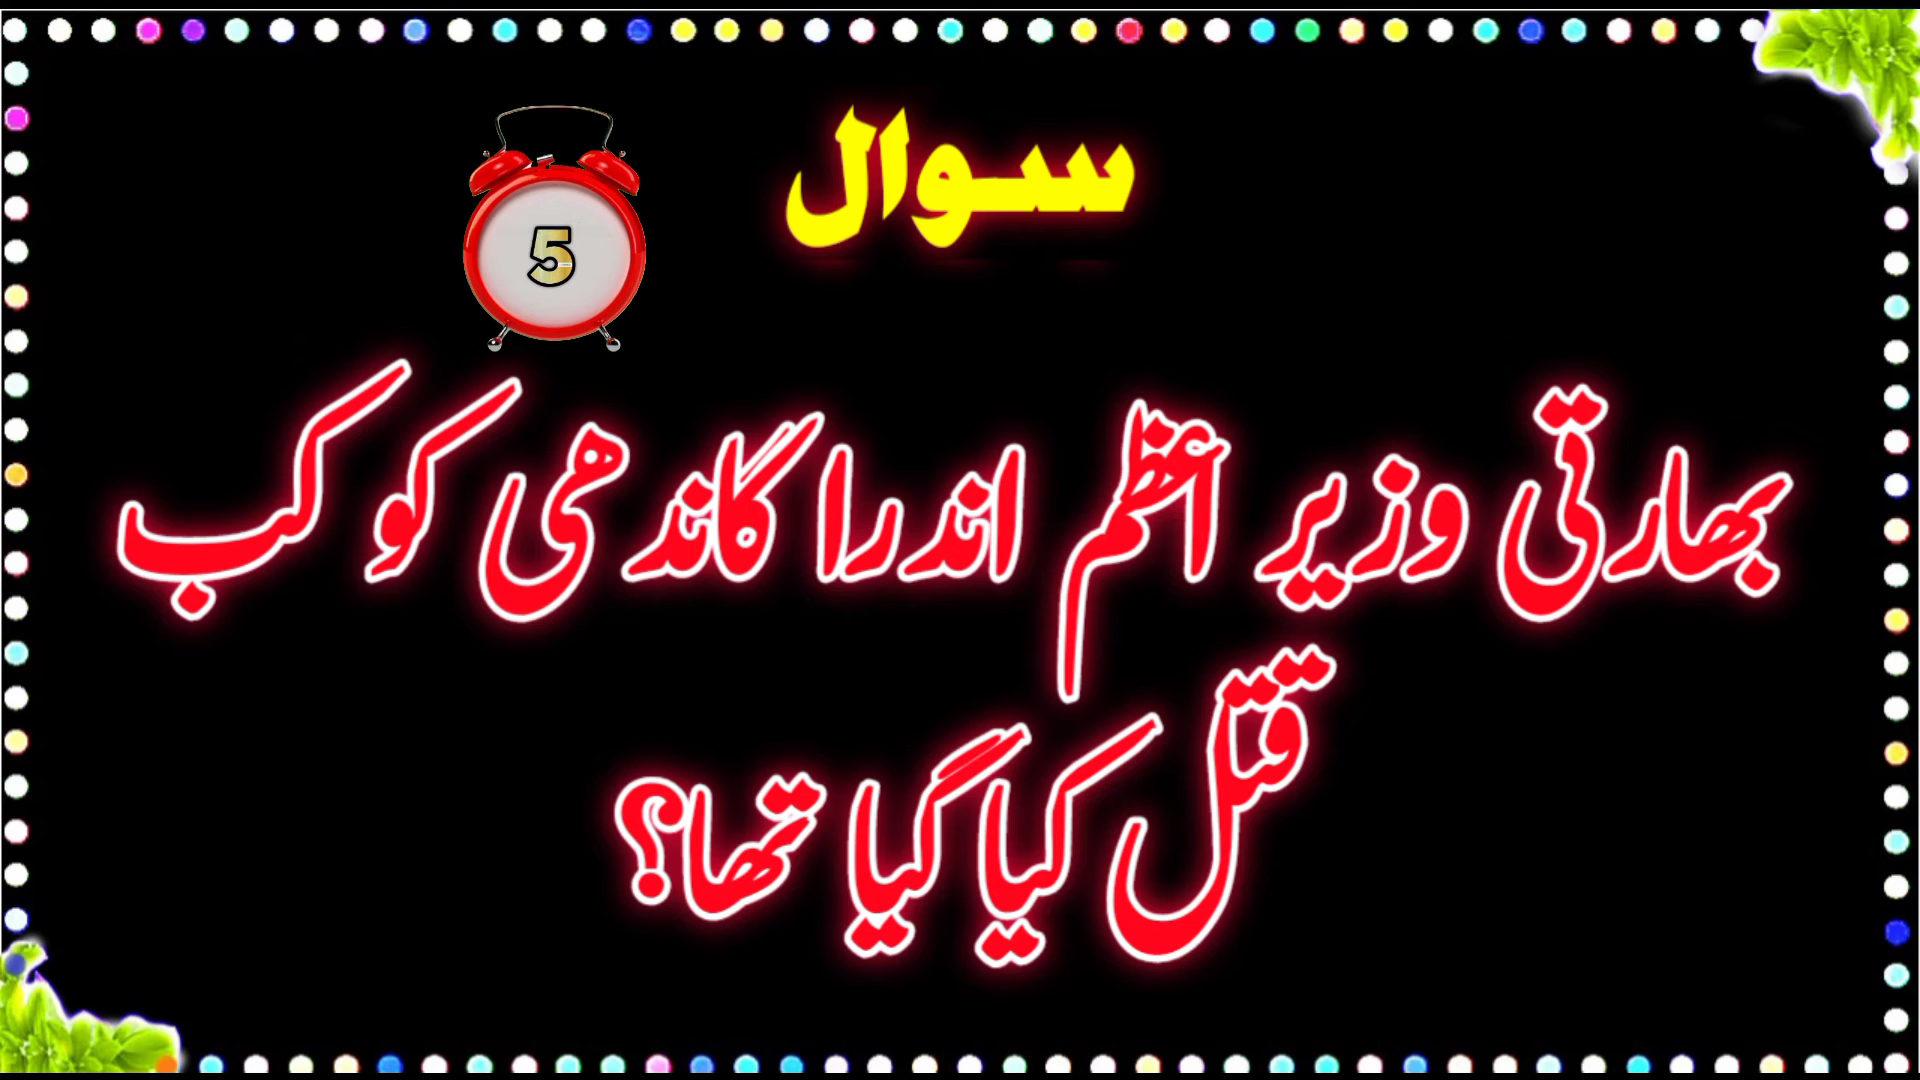 سوال
5
بھارتی وزیر اعظم اندرا گاندھی کو کب
قتل کیا گیا تھا؟